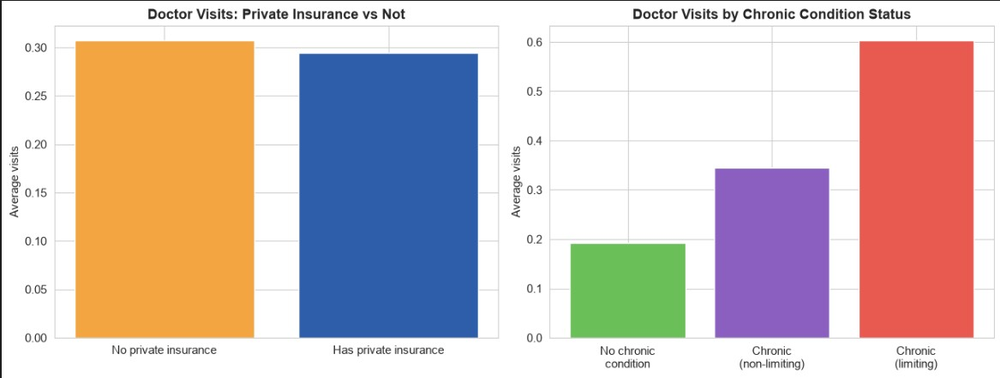 Doctor Visits: Private Insurance vs Not
Average visits
0.30
0.25
0.20
0.15
0.10
0.05
0.00
No private insurance
Has private insurance
Doctor Visits by Chronic Condition Status
Average visits
0.6
0.5
0.4
0.3
0.2
0.1
0.0
No chronic
condition
Chronic
(non-limiting)
Chronic
(limiting)